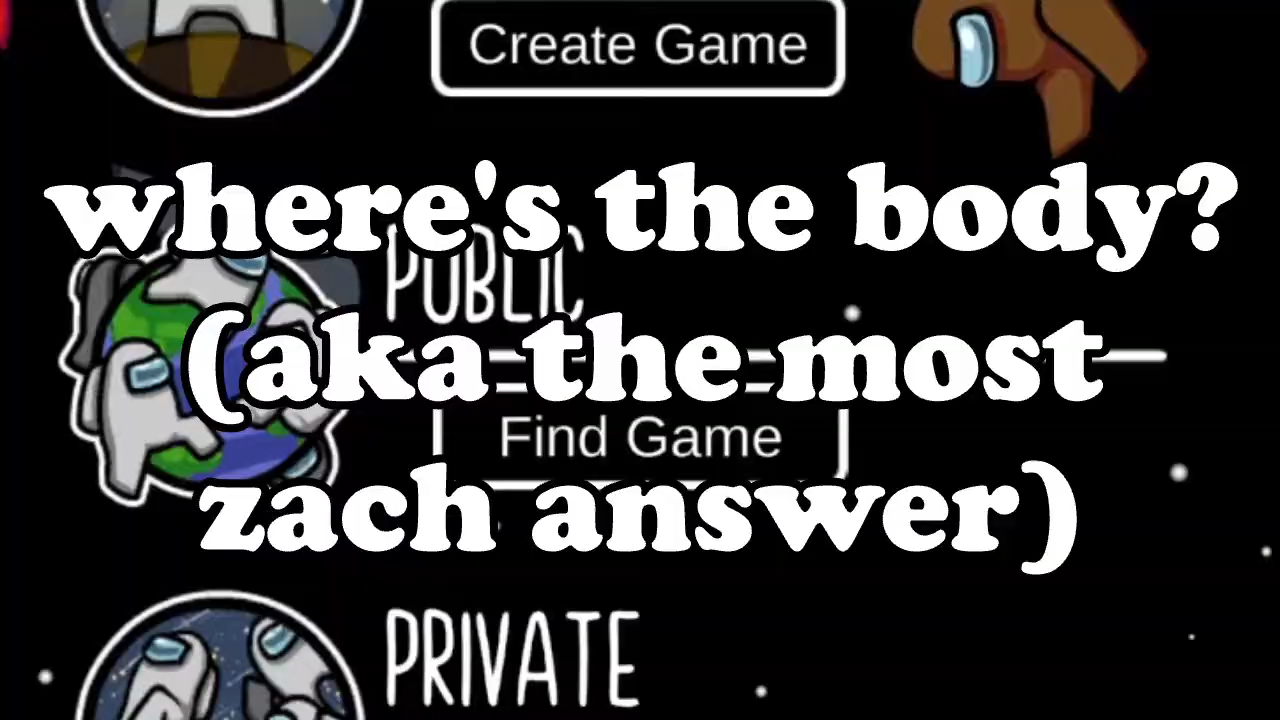 Create Game
where's the body?
PUBLIC
(aka the most
Find Game
zach answer)
PRIVATE